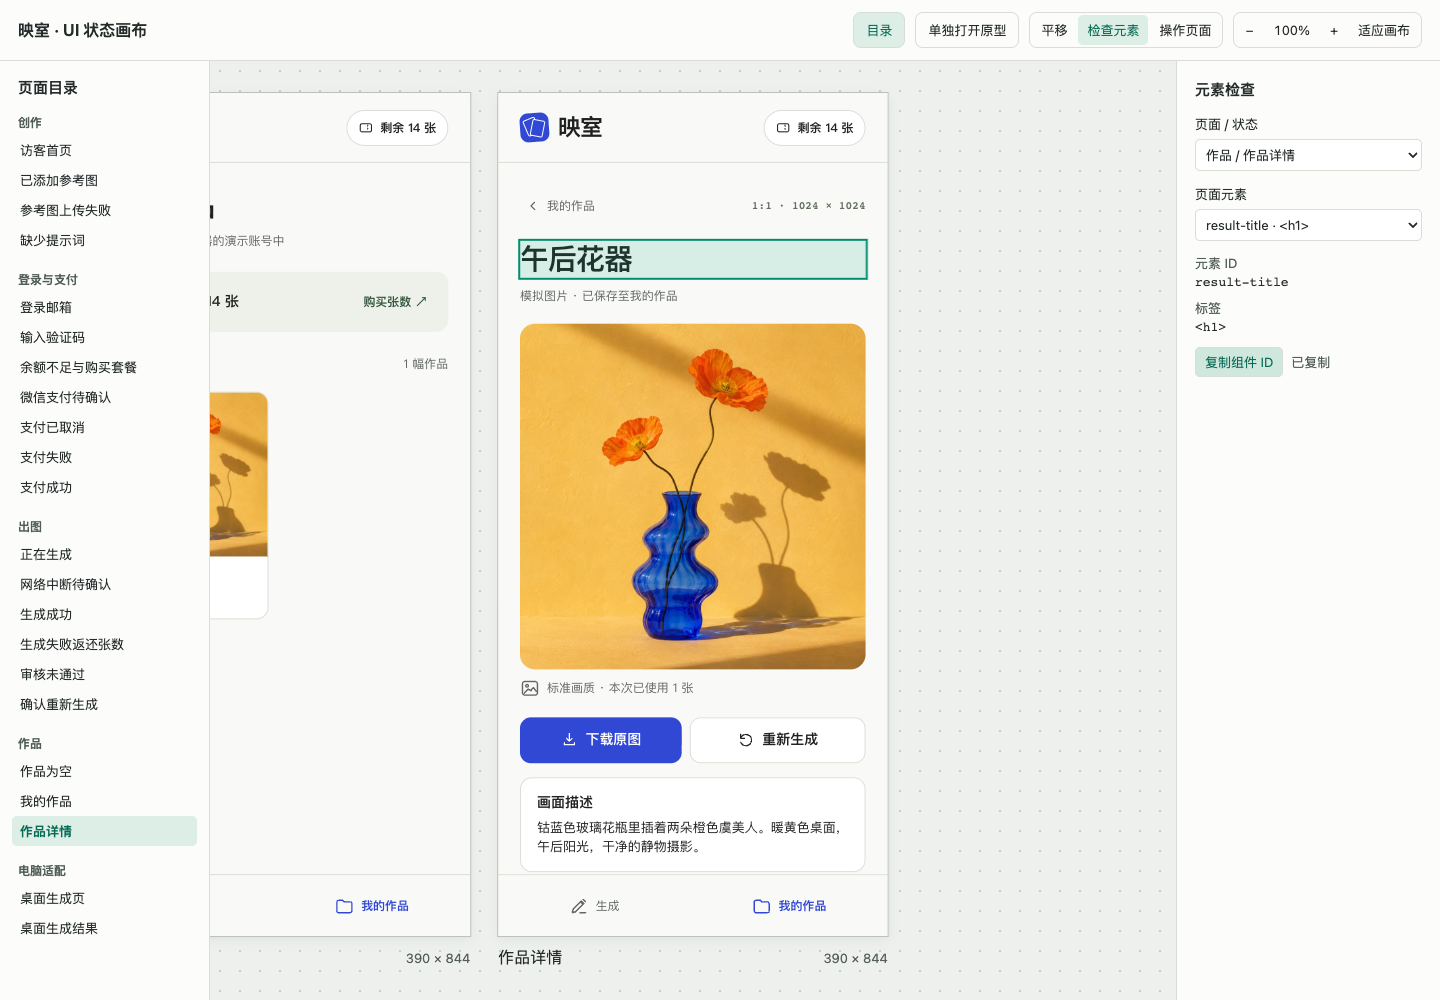 映室 · UI 状态画布
目录
单独打开原型
平移
检查元素
操作页面
− 100% +
适应画布
页面目录
创作
访客首页
已添加参考图
参考图上传失败
缺少提示词
登录与支付
登录邮箱
输入验证码
余额不足与购买套餐
微信支付待确认
支付已取消
支付失败
支付成功
出图
正在生成
网络中断待确认
生成成功
生成失败返还张数
审核未通过
确认重新生成
作品
作品为空
我的作品
作品详情
电脑适配
桌面生成页
桌面生成结果
剩余 14 张
的演示账号中
14 张
购买张数 ↗
1 幅作品
我的作品
390 × 844
映室
剩余 14 张
我的作品
1:1 · 1024 × 1024
午后花器
模拟图片 · 已保存至我的作品
标准画质 · 本次已使用 1 张
下载原图
重新生成
画面描述
钴蓝色玻璃花瓶里插着两朵橙色虞美人。暖黄色桌面，
午后阳光，干净的静物摄影。
生成
我的作品
作品详情
390 × 844
元素检查
页面 / 状态
作品 / 作品详情
页面元素
result-title · <h1>
元素 ID
result-title
标签
<h1>
复制组件 ID
已复制